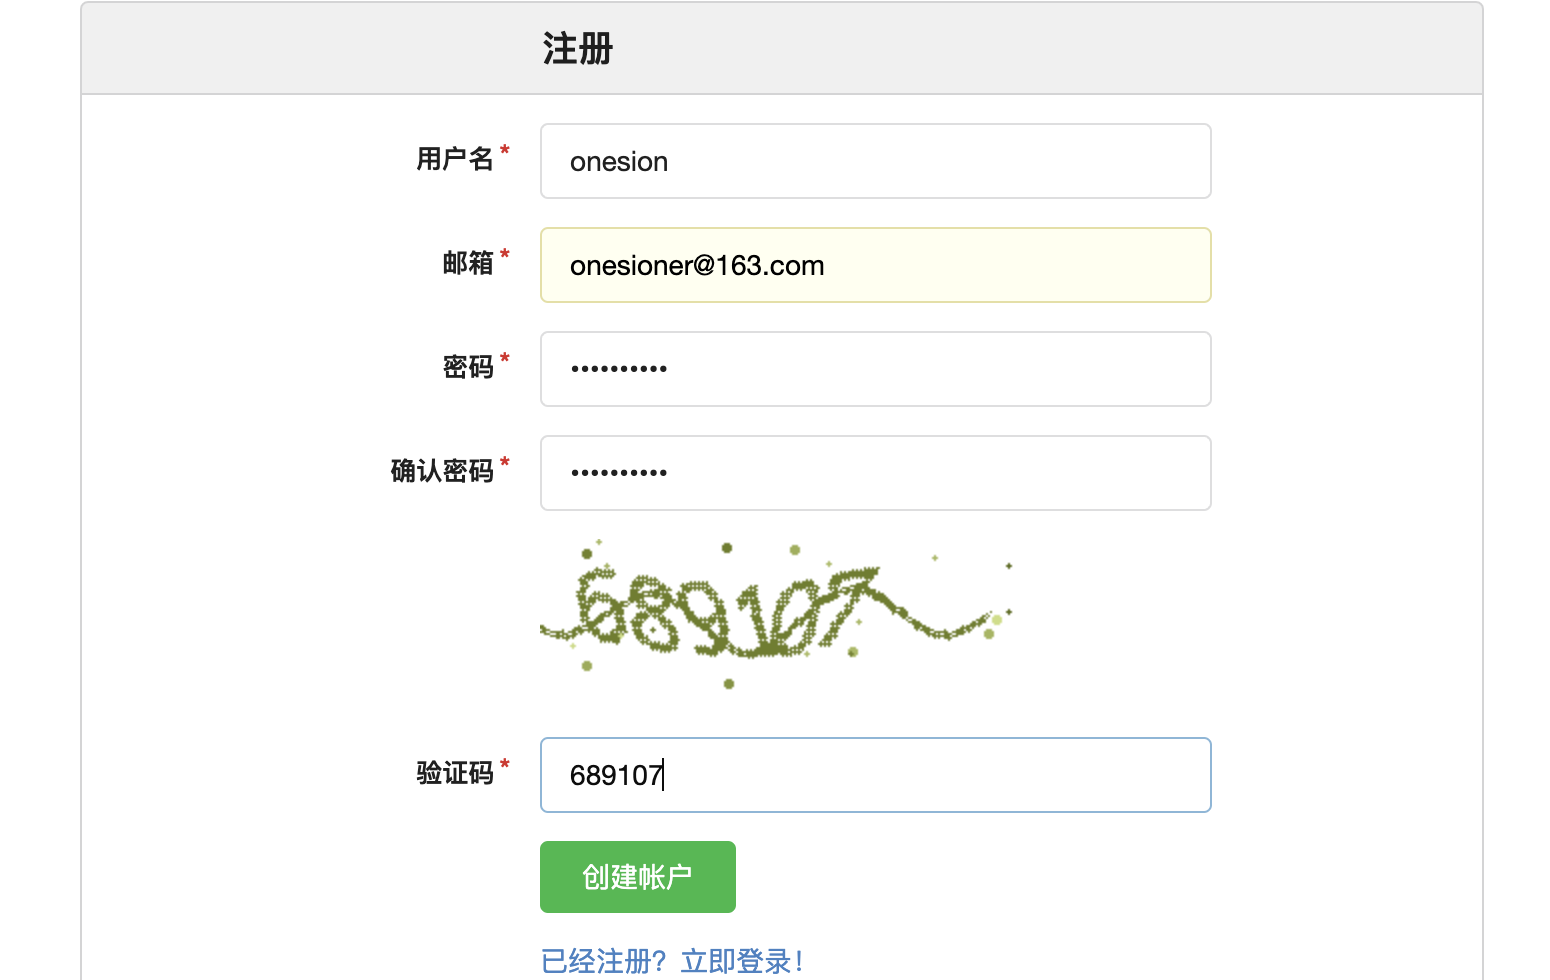 注册
用户名 *
onesion
邮箱 *
onesioner@163.com
密码 *
••••••••••
确认密码 *
••••••••••
689107
验证码 *
689107
创建帐户
已经注册？立即登录！